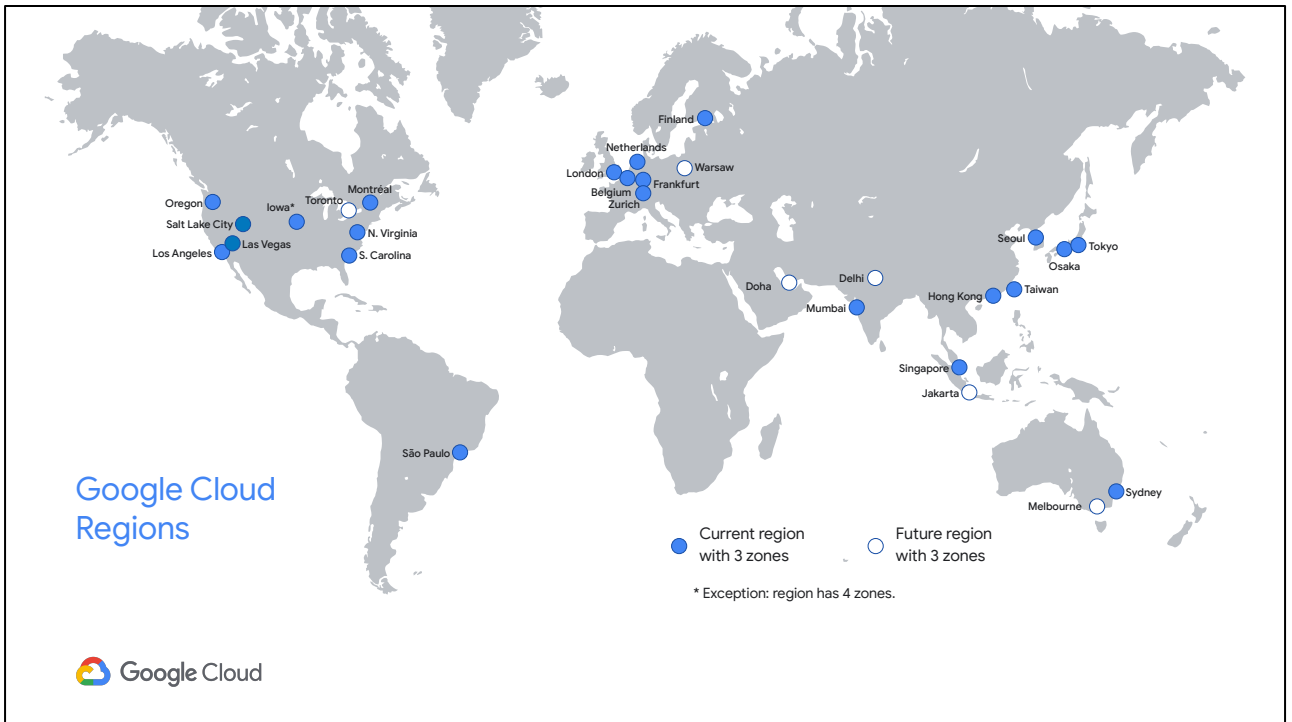 Finland
Netherlands
London
Warsaw
Frankfurt
Belgium
Zurich
Montréal
Toronto
Oregon
Iowa*
Salt Lake City
N. Virginia
Las Vegas
Los Angeles
S. Carolina
Seoul
Tokyo
Osaka
Doha
Delhi
Taiwan
Hong Kong
Mumbai
Singapore
Jakarta
São Paulo
Sydney
Melbourne
Google Cloud
Regions
Current region
with 3 zones
Future region
with 3 zones
* Exception: region has 4 zones.
Google Cloud